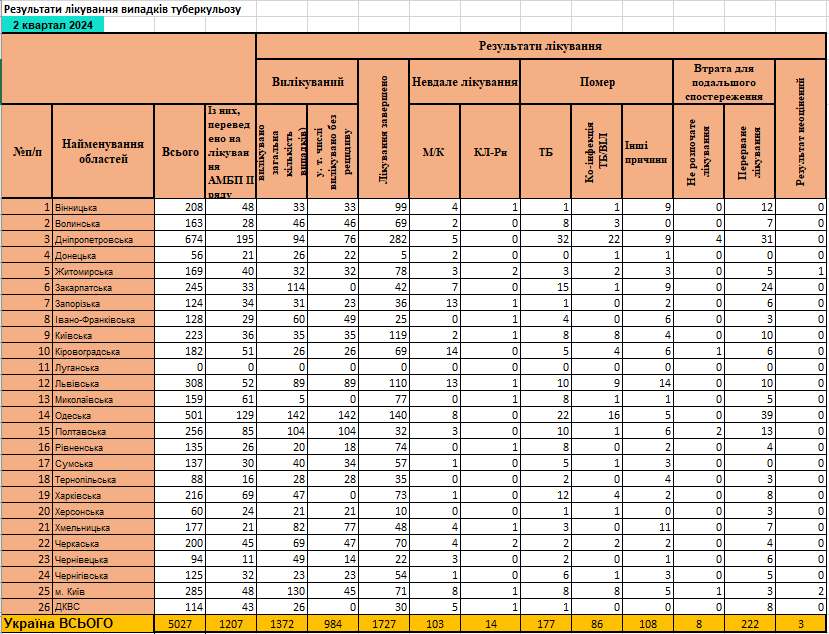 Результати лікування випадків туберкульозу
2 квартал 2024
Результати лікування
Вилікуваний
Лікування завершено
Невдале лікування
Помер
Втрата для подальшого спостереження
Результат неоцінений
№п/п
Найменування областей
Всього
Із них, переведено на лікування АМБП ІІ ряду
вилікувано загальна кількість випадків)
у. т. числі вилікувано без рецидиву
М/К
КЛ-Рн
ТБ
Ко-інфекція ТБ/ВІЛ
Інші причини
Не розпочате лікування
Перерване лікування
1 Вінницька 208 48 33 33 99 4 1 1 1 9 0 12 0
2 Волинська 163 28 46 46 69 2 0 8 3 0 0 7 0
3 Дніпропетровська 674 195 94 76 282 5 0 32 22 9 4 31 0
4 Донецька 56 21 26 22 5 2 0 0 1 1 0 0 0
5 Житомирська 169 40 32 32 78 3 2 3 2 3 0 5 1
6 Закарпатська 245 33 114 0 42 7 0 15 1 9 0 24 0
7 Запорізька 124 34 31 23 36 13 1 1 0 2 0 6 0
8 Івано-Франківська 128 29 60 49 25 0 1 4 0 6 0 3 0
9 Київська 223 36 35 35 119 2 1 8 8 4 0 10 0
10 Кіровоградська 182 51 26 26 69 14 0 5 4 6 1 6 0
11 Луганська 0 0 0 0 0 0 0 0 0 0 0 0 0
12 Львівська 308 52 89 89 110 13 1 10 9 14 0 10 0
13 Миколаївська 159 61 5 0 77 0 1 8 1 1 0 5 0
14 Одеська 501 129 142 142 140 8 0 22 16 5 0 39 0
15 Полтавська 256 85 104 104 32 3 0 10 1 6 2 13 0
16 Рівненська 135 26 20 18 74 0 1 8 0 2 0 4 0
17 Сумська 137 30 40 34 57 1 0 5 1 3 0 0 0
18 Тернопільська 88 16 28 28 35 0 0 2 0 4 0 3 0
19 Харківська 216 69 47 0 73 1 0 12 4 2 0 8 0
20 Херсонська 60 24 21 21 10 0 0 1 1 0 0 3 0
21 Хмельницька 177 21 82 77 48 4 1 3 0 11 0 7 0
22 Черкаська 200 45 69 47 70 4 2 2 2 2 0 4 0
23 Чернівецька 94 11 49 14 22 3 0 2 0 1 0 6 0
24 Чернігівська 125 32 23 23 54 1 0 6 1 3 0 5 0
25 м. Київ 285 48 130 45 71 8 1 8 8 5 1 3 2
26 ДКВС 114 43 26 0 30 5 1 1 0 0 0 8 0
Україна ВСЬОГО 5027 1207 1372 984 1727 103 14 177 86 108 8 222 3